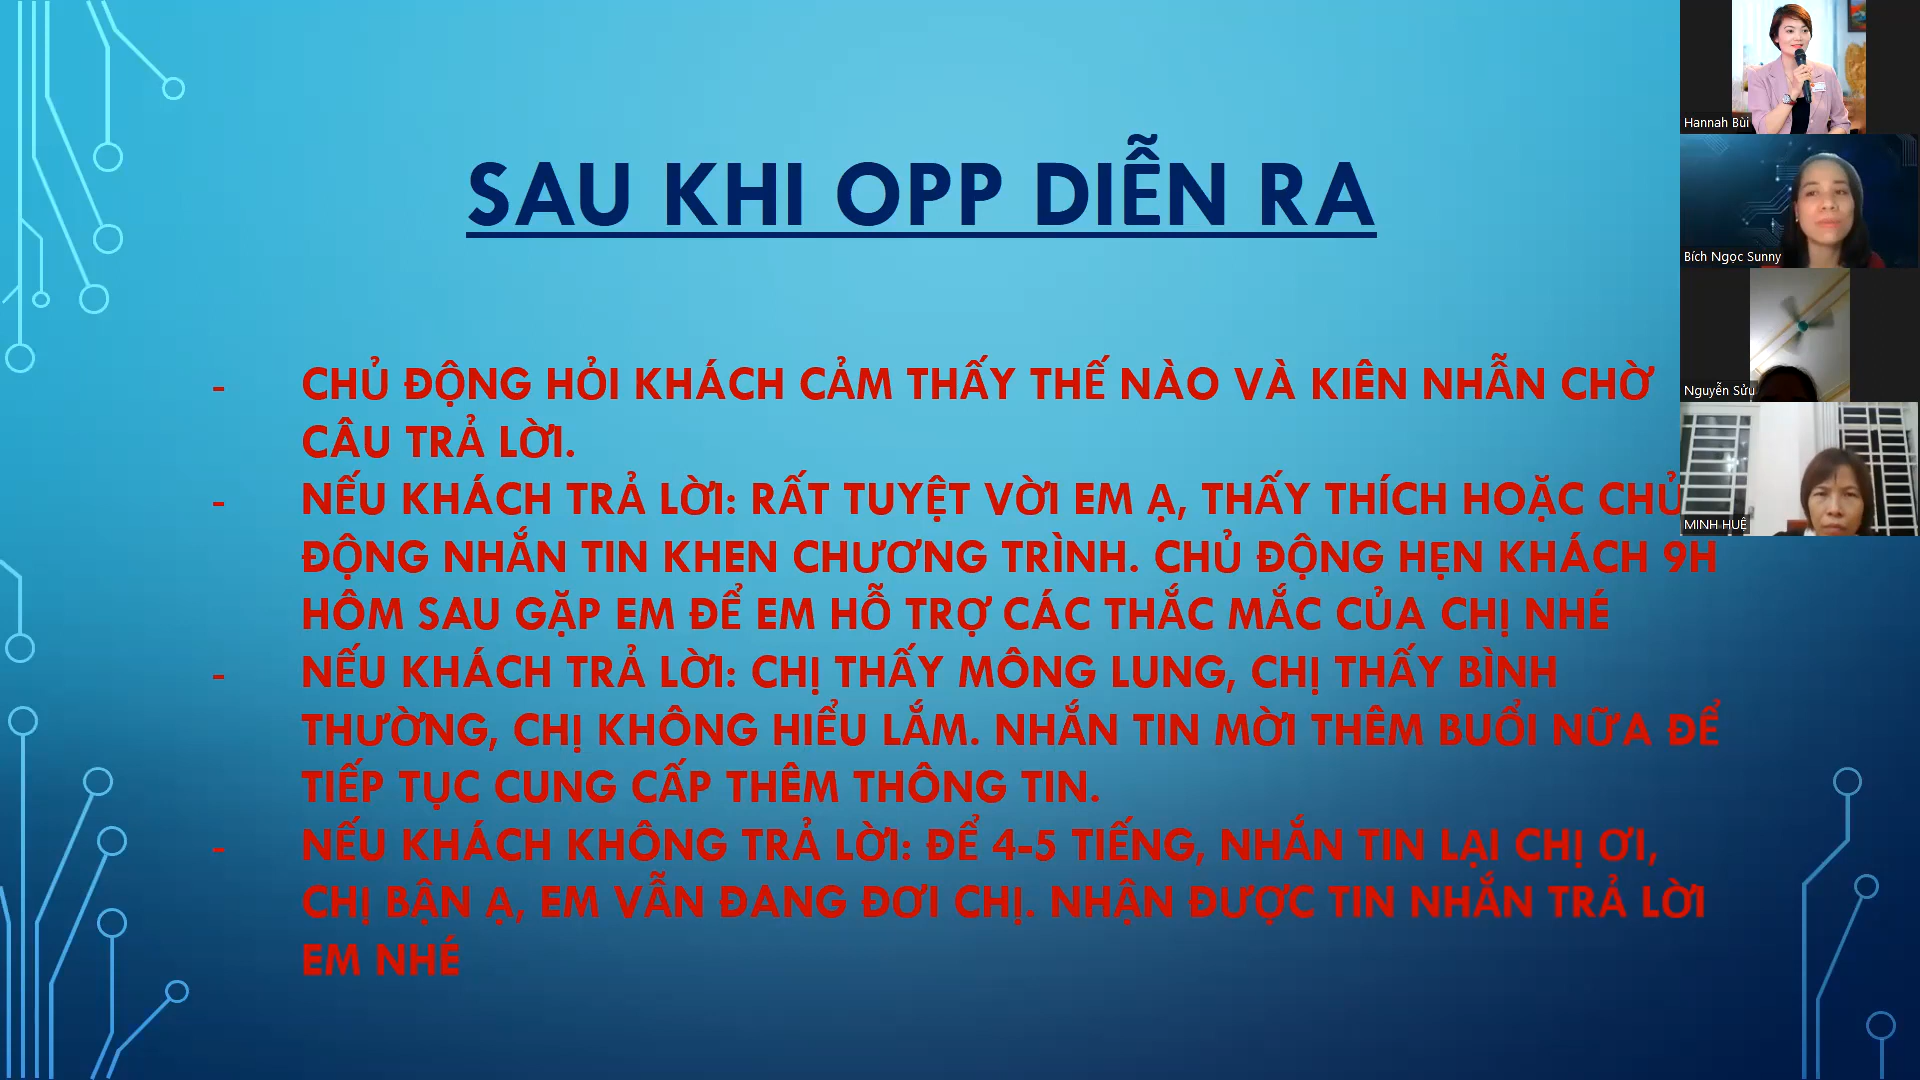 SAU KHI OPP DIỄN RA
- CHỦ ĐỘNG HỎI KHÁCH CẢM THẤY THẾ NÀO VÀ KIÊN NHẪN CHỜ
CÂU TRẢ LỜI.
- NẾU KHÁCH TRẢ LỜI: RẤT TUYỆT VỜI EM Ạ, THẤY THÍCH HOẶC CHỦ
ĐỘNG NHẮN TIN KHEN CHƯƠNG TRÌNH. CHỦ ĐỘNG HẸN KHÁCH 9H
HÔM SAU GẶP EM ĐỂ EM HỖ TRỢ CÁC THẮC MẮC CỦA CHỊ NHÉ
- NẾU KHÁCH TRẢ LỜI: CHỊ THẤY MÔNG LUNG, CHỊ THẤY BÌNH
THƯỜNG, CHỊ KHÔNG HIỂU LẮM. NHẮN TIN MỜI THÊM BUỔI NỮA ĐỂ
TIẾP TỤC CUNG CẤP THÊM THÔNG TIN.
- NẾU KHÁCH KHÔNG TRẢ LỜI: ĐỂ 4-5 TIẾNG, NHẮN TIN LẠI CHỊ ƠI,
CHỊ BẬN Ạ, EM VẪN ĐANG ĐƠI CHỊ. NHẬN ĐƯỢC TIN NHẮN TRẢ LỜI
EM NHÉ
Hannah Bùi
Bích Ngọc Sunny
Nguyễn Sửu
MINH HUỆ